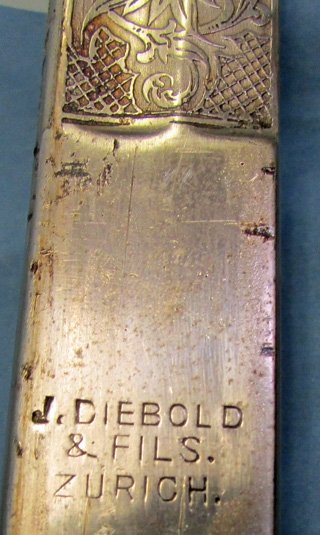 J. DIEBOLD
& FILS.
ZURICH.